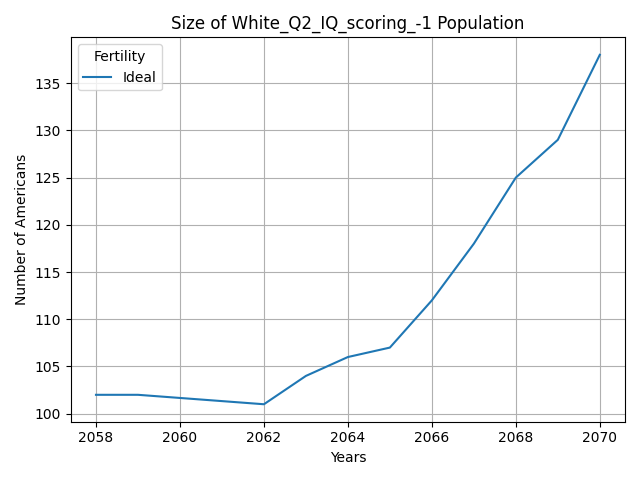 Size of White_Q2_IQ_scoring_-1 Population
Fertility
Ideal
Number of Americans
135
130
125
120
115
110
105
100
2058 2060 2062 2064 2066 2068 2070
Years